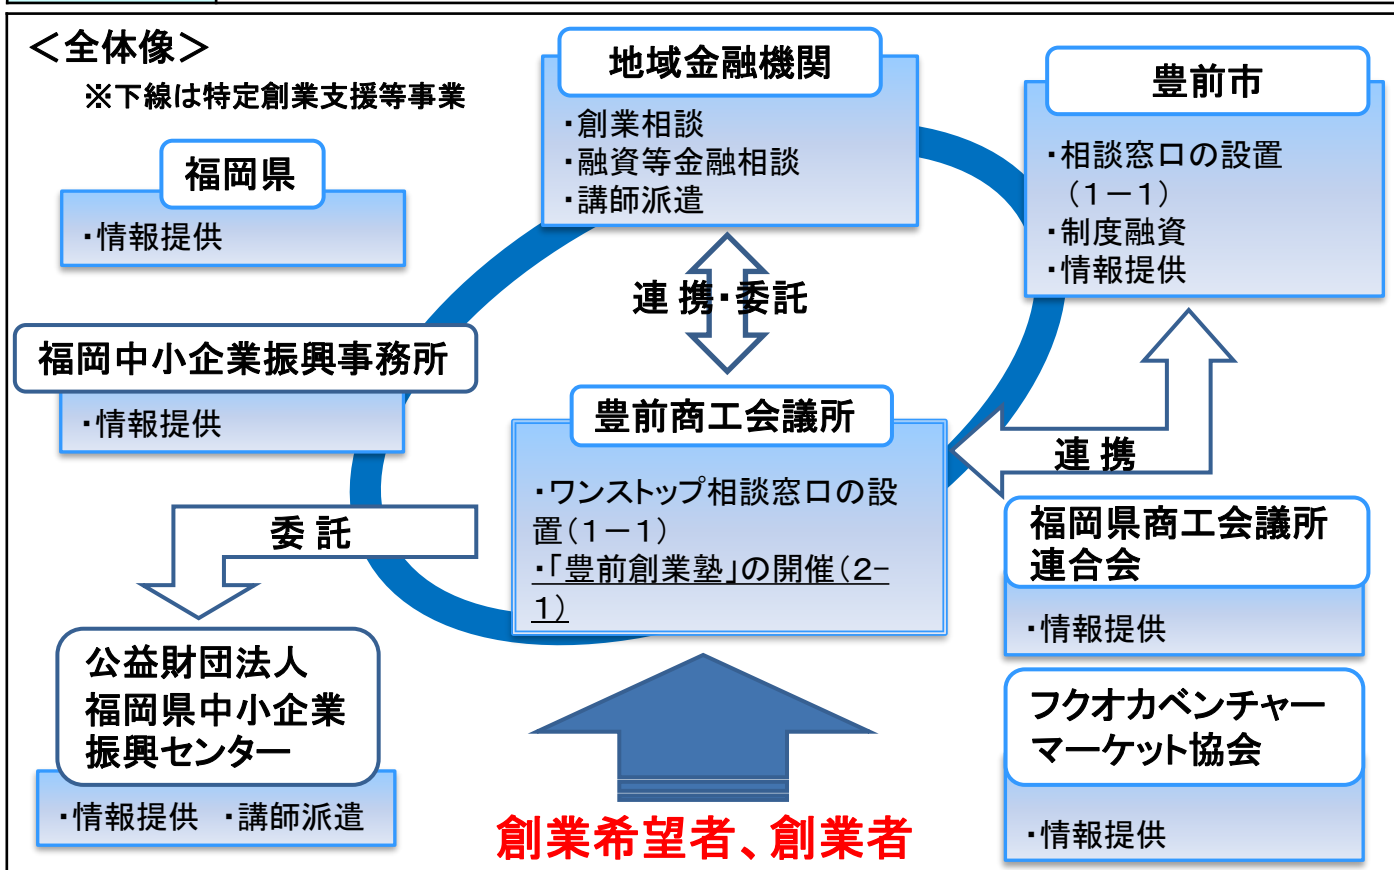 ＜全体像＞
※下線は特定創業支援等事業
地域金融機関
・創業相談
・融資等金融相談
・講師派遣
豊前市
・相談窓口の設置
（１－１）
・制度融資
・情報提供
福岡県
・情報提供
連 携・委託
福岡中小企業振興事務所
・情報提供
豊前商工会議所
・ワンストップ相談窓口の設
置（１－１）
・「豊前創業塾」の開催（２-
１）
連 携
委 託
福岡県商工会議所
連合会
・情報提供
公益財団法人
福岡県中小企業
振興センター
・情報提供　・講師派遣
フクオカベンチャー
マーケット協会
・情報提供
創業希望者、創業者